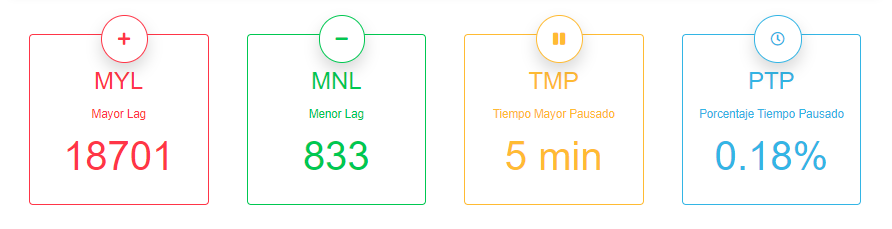 MYL
Mayor Lag
18701
MNL
Menor Lag
833
TMP
Tiempo Mayor Pausado
5 min
PTP
Porcentaje Tiempo Pausado
0.18%